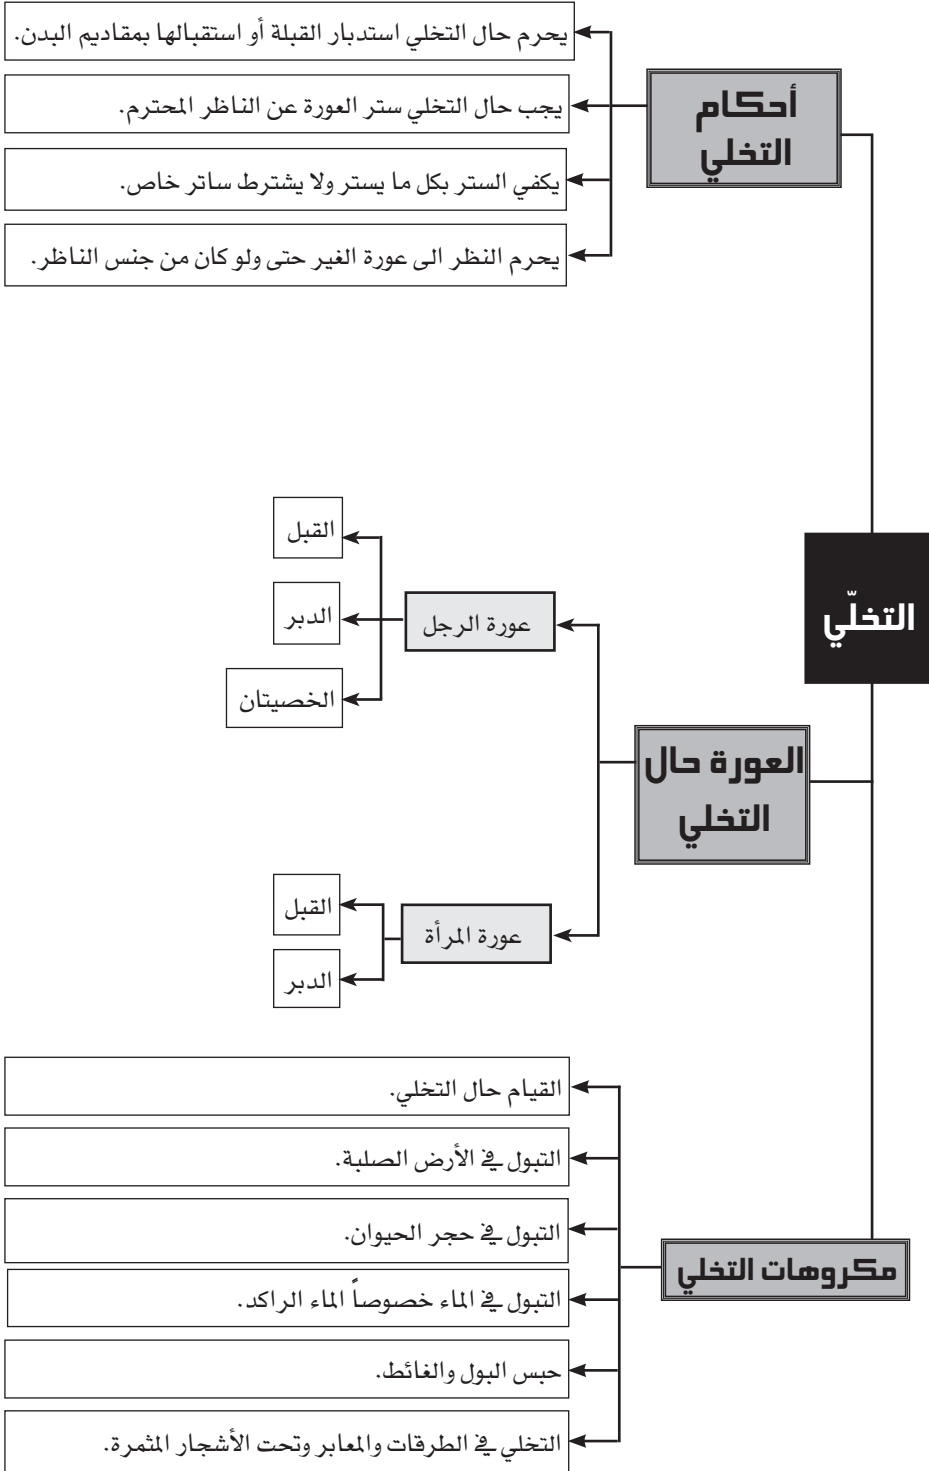 التخلّي
أحكام
التخلي
يحرم حال التخلي استدبار القبلة أو استقبالها بمقاديم البدن.
يجب حال التخلي ستر العورة عن الناظر المحترم.
يكفي الستر بكل ما يستر ولا يشترط ساتر خاص.
يحرم النظر الى عورة الغير حتى ولو كان من جنس الناظر.
العورة حال
التخلي
عورة الرجل
القبل
الدبر
الخصيتان
عورة المرأة
القبل
الدبر
مكروهات التخلي
القيام حال التخلي.
التبول في الأرض الصلبة.
التبول في حجر الحيوان.
التبول في الماء خصوصاً الماء الراكد.
حبس البول والغائط.
التخلي في الطرقات والمعابر وتحت الأشجار المثمرة.